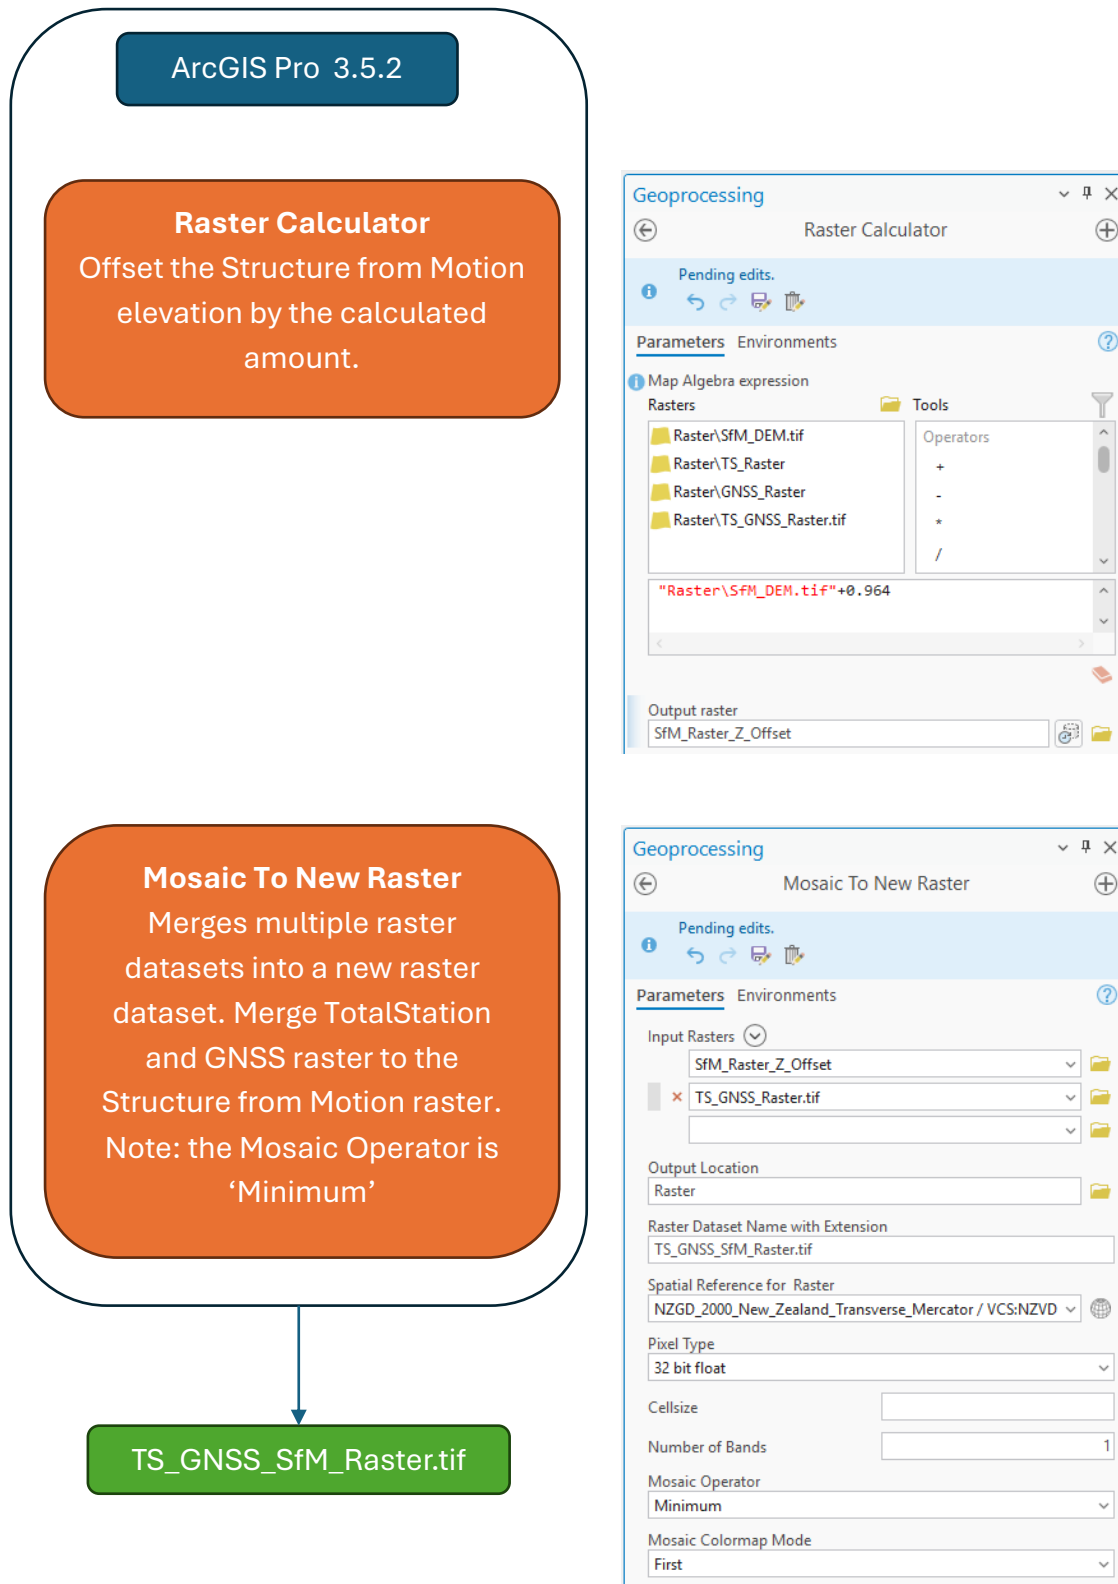 ArcGIS Pro 3.5.2
Raster Calculator
Offset the Structure from Motion
elevation by the calculated
amount.
Geoprocessing
Raster Calculator
Pending edits.
Parameters Environments
Map Algebra expression
Rasters
Tools
Raster\SfM_DEM.tif
Raster\TS_Raster
Raster\GNSS_Raster
Raster\TS_GNSS_Raster.tif
Operators
+
-
*
/
"Raster\SfM_DEM.tif"+0.964
Output raster
SfM_Raster_Z_Offset
Mosaic To New Raster
Merges multiple raster
datasets into a new raster
dataset. Merge TotalStation
and GNSS raster to the
Structure from Motion raster.
Note: the Mosaic Operator is
‘Minimum’
Geoprocessing
Mosaic To New Raster
Pending edits.
Parameters Environments
Input Rasters
SfM_Raster_Z_Offset
TS_GNSS_Raster.tif
Output Location
Raster
Raster Dataset Name with Extension
TS_GNSS_SfM_Raster.tif
Spatial Reference for Raster
NZGD_2000_New_Zealand_Transverse_Mercator / VCS:NZVD
Pixel Type
32 bit float
Cellsize
Number of Bands
1
Mosaic Operator
Minimum
Mosaic Colormap Mode
First
TS_GNSS_SfM_Raster.tif